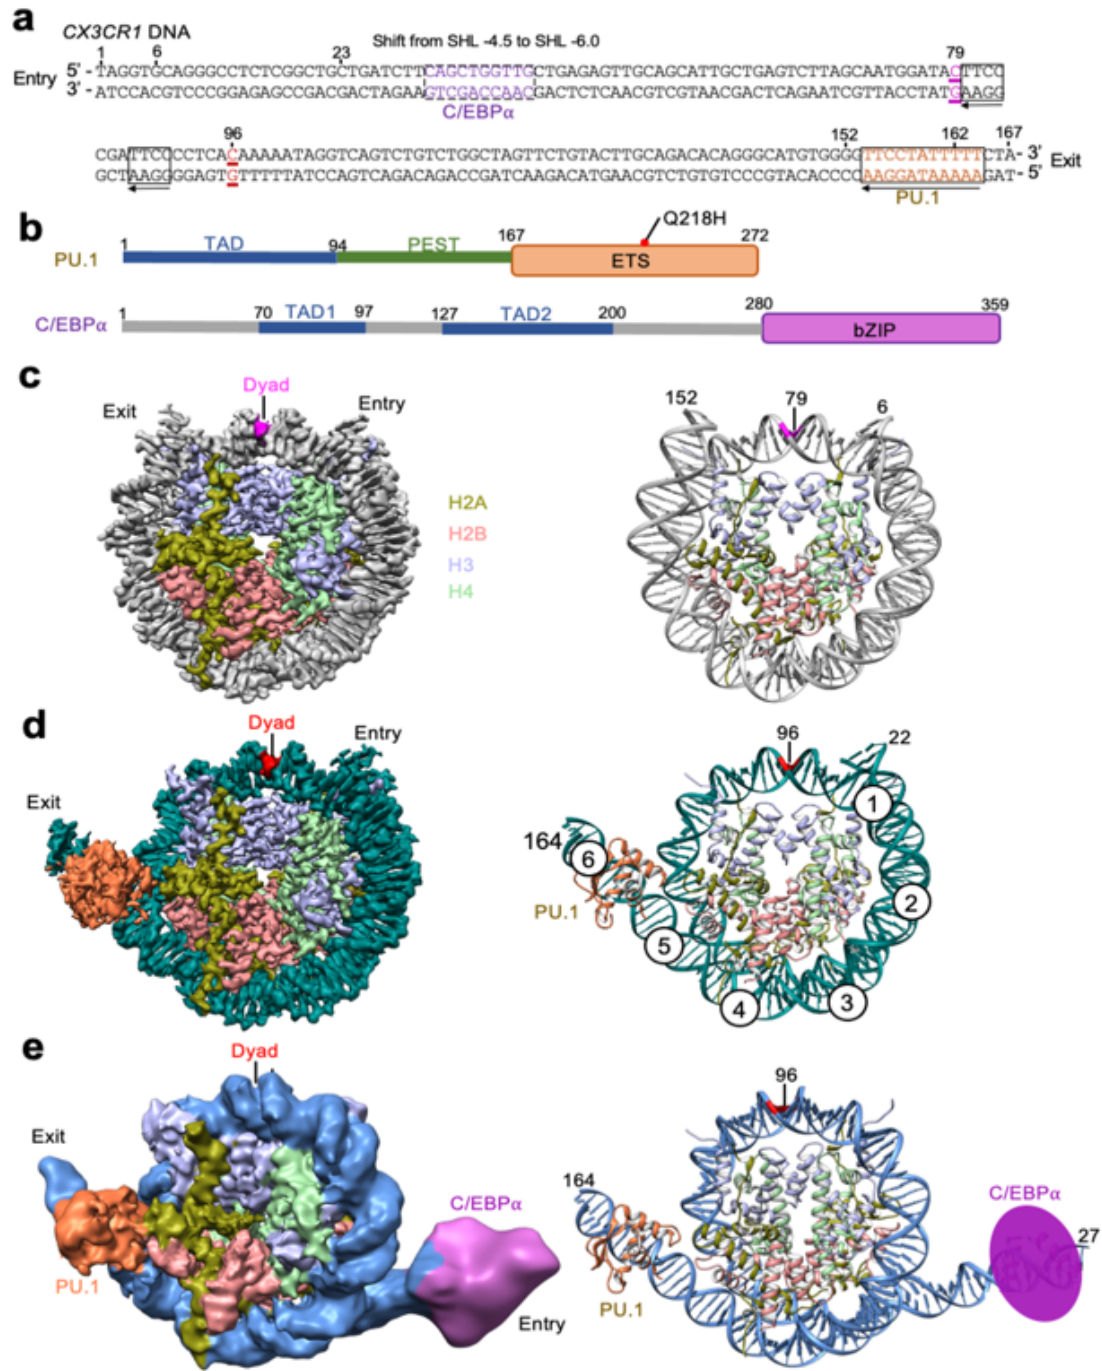 a
CX3CR1 DNA
Shift from SHL -4.5 to SHL -6.0
1 6 23 79
Entry
5' -TAGGTGCAGGGCCTCTCGGCTGCTGATCTTCAGCTGGTTGCTGAGAGTTGCAGCATTGCTGAGTCTTAGCAATGGATACTTCC
3' -ATCCACGTCCCGGAGAGCCGACGACTAGAAGTCGACCAACGACTCTCAACGTCGTAACGACTCAGAATCGTTACCTATGAAGG
C/EBPα
96 152 162 167
CGATTCCCCTCACAAAAATAGGTCAGTCTGTCTGGCTAGTTCTGTACTTGCAGACACAGGGCATGTGGGGTTCCTATTTTTCTA- 3'
GCTAAGGGGAGTGTTTTTATCCAGTCAGACAGACCGATCAAGACATGAACGTCTGTGTCCCGTACACCCCAAGGATAAAAAGAT- 5'
Exit
PU.1
b
Q218H
1 TAD 94 PEST 167 272
PU.1 ETS
1 70 TAD1 97 127 TAD2 200 280 359
C/EBPα bZIP
c
Dyad
Exit Entry
152 79 6
H2A
H2B
H3
H4
d
Dyad
Entry
Exit
96 22
1
164 6
2
PU.1
5
4 3
e
Dyad
Exit
PU.1
C/EBPα
Entry
96
164
PU.1
C/EBPα
27